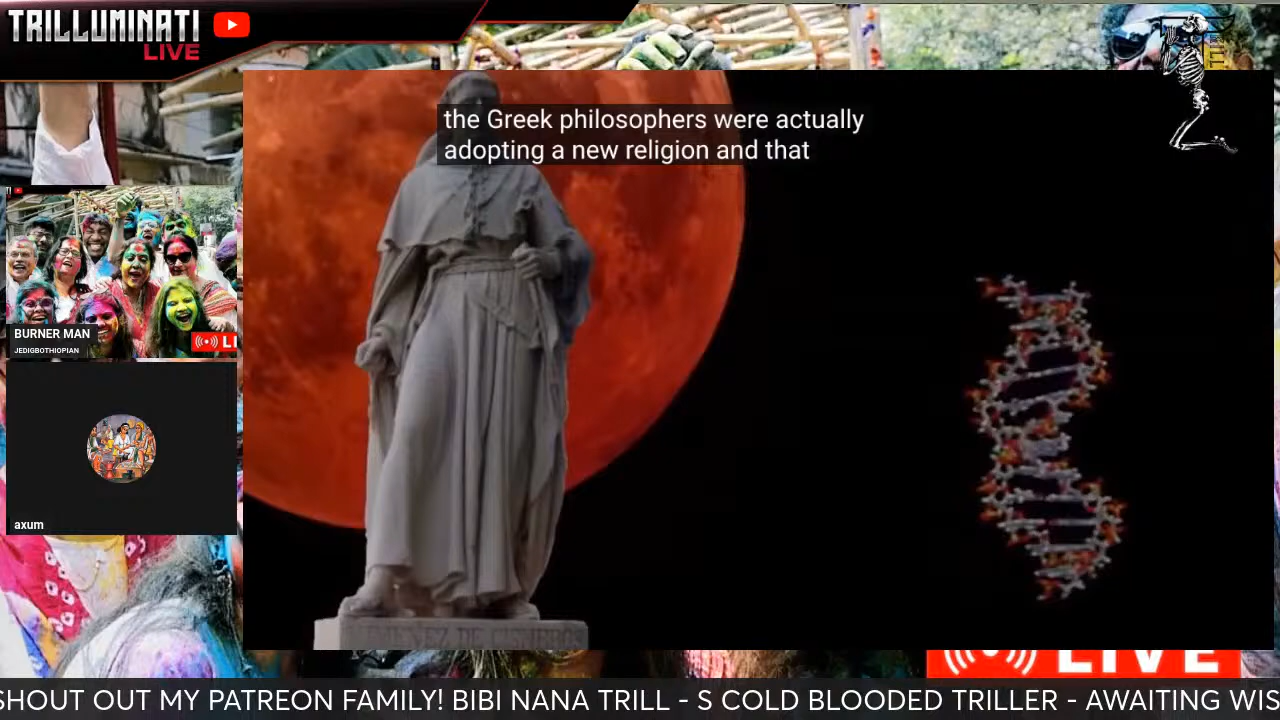 TRILLUMINATI
LIVE
the Greek philosophers were actually
adopting a new religion and that
BURNER MAN
JEDIGBOTHIOPIAN
LI
axum
LIVE
SHOUT OUT MY PATREON FAMILY! BIBI NANA TRILL - S COLD BLOODED TRILLER - AWAITING WIS